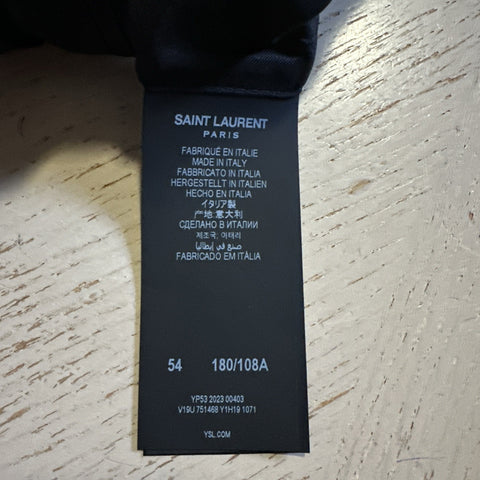 SAINT LAURENT
PARIS
FABRIQUÉ EN ITALIE
MADE IN ITALY
FABBRICATO IN ITALIA
HERGESTELLT IN ITALIEN
HECHO EN ITALIA
イタリア製
产地:意大利
СДЕЛАНО В ИТАЛИИ
제조국: 이태리
صنع في إيطاليا
FABRICADO EM ITÁLIA
54 180/108A
YP53 2023 00403
V19U 751468 Y1H19 1071
YSL.COM